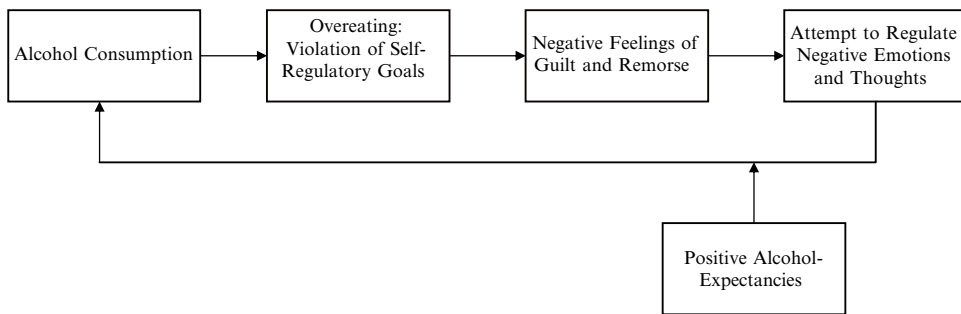 Alcohol Consumption
Overeating:
Violation of Self-
Regulatory Goals
Negative Feelings of
Guilt and Remorse
Attempt to Regulate
Negative Emotions
and Thoughts
Positive Alcohol-
Expectancies